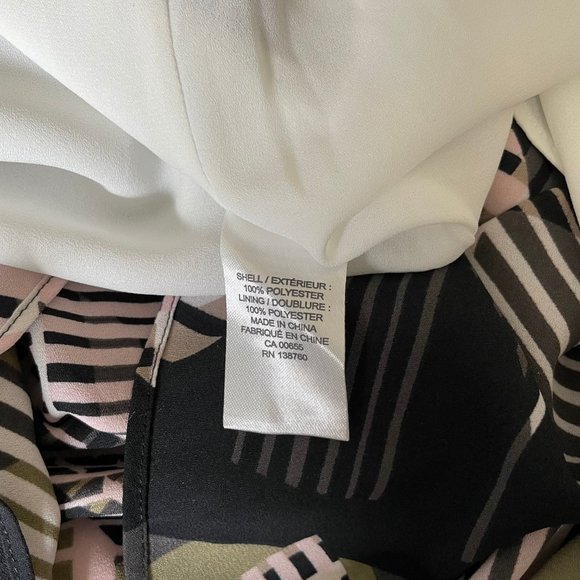 SHELL / EXTÉRIEUR :
100% POLYESTER
LINING / DOUBLURE :
100% POLYESTER
MADE IN CHINA
FABRIQUÉ EN CHINE
CA 00655
RN 138760